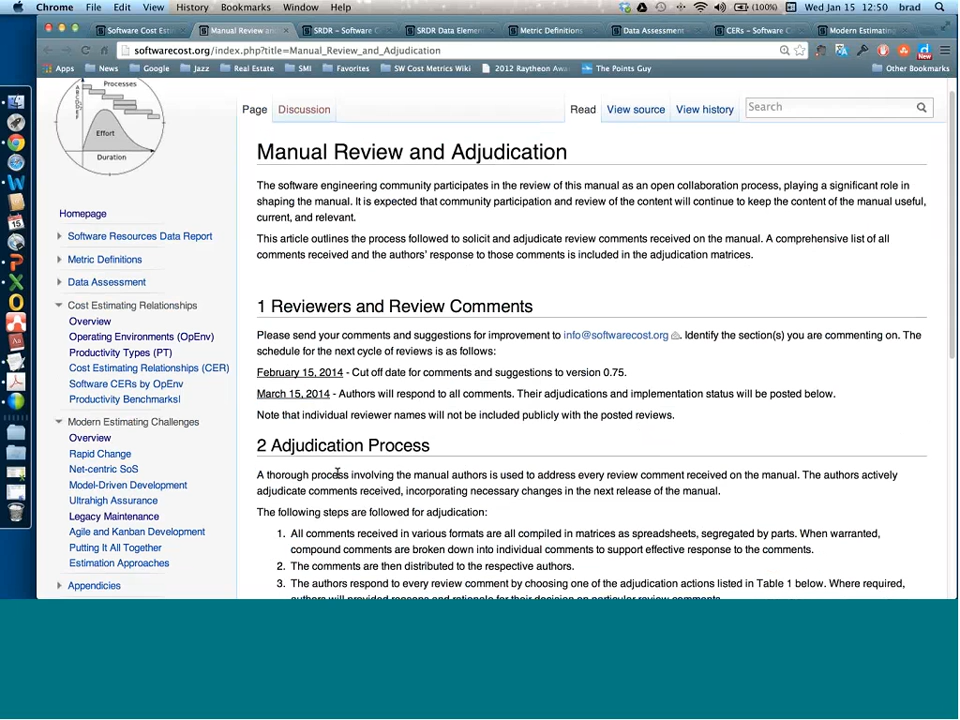 Chrome File Edit View History Bookmarks Window Help (100%) Wed Jan 15 12:50 brad
Software Cost Est Manual Review and SRDR – Software C SRDR Data Elemen Metric Definitions Data Assessment CERs – Software C Modern Estimating
softwarecost.org/index.php?title=Manual_Review_and_Adjudication
Apps News Google Jazz Real Estate SMI Favorites SW Cost Metrics Wiki 2012 Raytheon Awa The Points Guy Other Bookmarks
New
Processes
Effort
Duration
Homepage
Software Resources Data Report
Metric Definitions
Data Assessment
Cost Estimating Relationships
Overview
Operating Environments (OpEnv)
Productivity Types (PT)
Cost Estimating Relationships (CER)
Software CERs by OpEnv
Productivity Benchmarks!
Modern Estimating Challenges
Overview
Rapid Change
Net-centric SoS
Model-Driven Development
Ultrahigh Assurance
Legacy Maintenance
Agile and Kanban Development
Putting It All Together
Estimation Approaches
Appendicies
Page Discussion Read View source View history Search
Manual Review and Adjudication
The software engineering community participates in the review of this manual as an open collaboration process, playing a significant role in
shaping the manual. It is expected that community participation and review of the content will continue to keep the content of the manual useful,
current, and relevant.
This article outlines the process followed to solicit and adjudicate review comments received on the manual. A comprehensive list of all
comments received and the authors' response to those comments is included in the adjudication matrices.
1 Reviewers and Review Comments
Please send your comments and suggestions for improvement to info@softwarecost.org . Identify the section(s) you are commenting on. The
schedule for the next cycle of reviews is as follows:
February 15, 2014 - Cut off date for comments and suggestions to version 0.75.
March 15, 2014 - Authors will respond to all comments. Their adjudications and implementation status will be posted below.
Note that individual reviewer names will not be included publicly with the posted reviews.
2 Adjudication Process
A thorough process involving the manual authors is used to address every review comment received on the manual. The authors actively
adjudicate comments received, incorporating necessary changes in the next release of the manual.
The following steps are followed for adjudication:
1. All comments received in various formats are all compiled in matrices as spreadsheets, segregated by parts. When warranted,
compound comments are broken down into individual comments to support effective response to the comments.
2. The comments are then distributed to the respective authors.
3. The authors respond to every review comment by choosing one of the adjudication actions listed in Table 1 below. Where required,
authors will provided reasons and rationale for their decision on particular review comments.